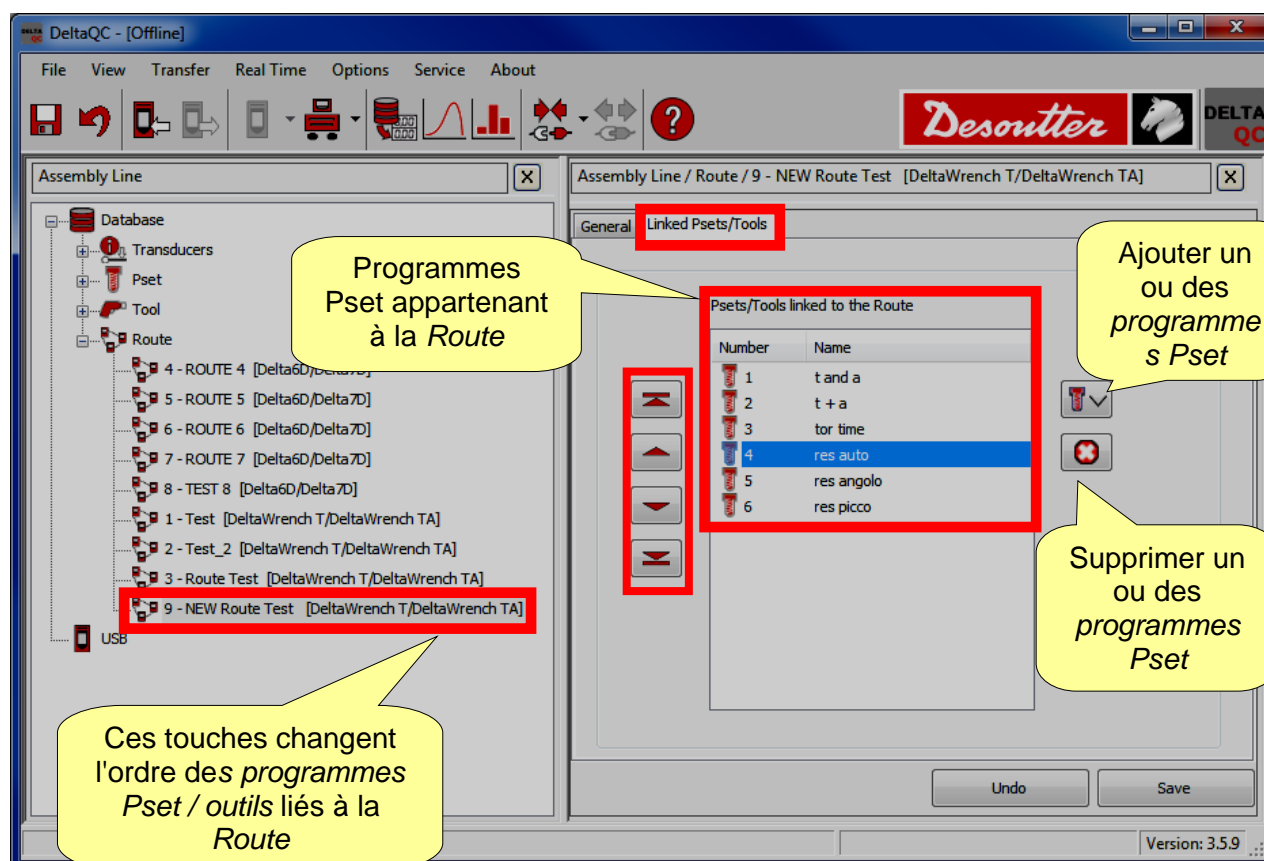 DELTA QC DeltaQC - [Offline]
File View Transfer Real Time Options Service About
Desoutter
DELTA
QC
Assembly Line
X
Database
Transducers
Pset
Tool
Route
4 - ROUTE 4 [Delta6D/Delta7D]
5 - ROUTE 5 [Delta6D/Delta7D]
6 - ROUTE 6 [Delta6D/Delta7D]
7 - ROUTE 7 [Delta6D/Delta7D]
8 - TEST 8 [Delta6D/Delta7D]
1 - Test [DeltaWrench T/DeltaWrench TA]
2 - Test_2 [DeltaWrench T/DeltaWrench TA]
3 - Route Test [DeltaWrench T/DeltaWrench TA]
9 - NEW Route Test [DeltaWrench T/DeltaWrench TA]
USB
Programmes
Pset appartenant
à la Route
Ces touches changent
l'ordre des programmes
Pset / outils liés à la
Route
Assembly Line / Route / 9 - NEW Route Test [DeltaWrench T/DeltaWrench TA]
X
General Linked Psets/Tools
Psets/Tools linked to the Route
Number Name
1 t and a
2 t + a
3 tor time
4 res auto
5 res angolo
6 res picco
Ajouter un
ou des
programme
s Pset
Supprimer un
ou des
programmes
Pset
Undo Save
Version: 3.5.9